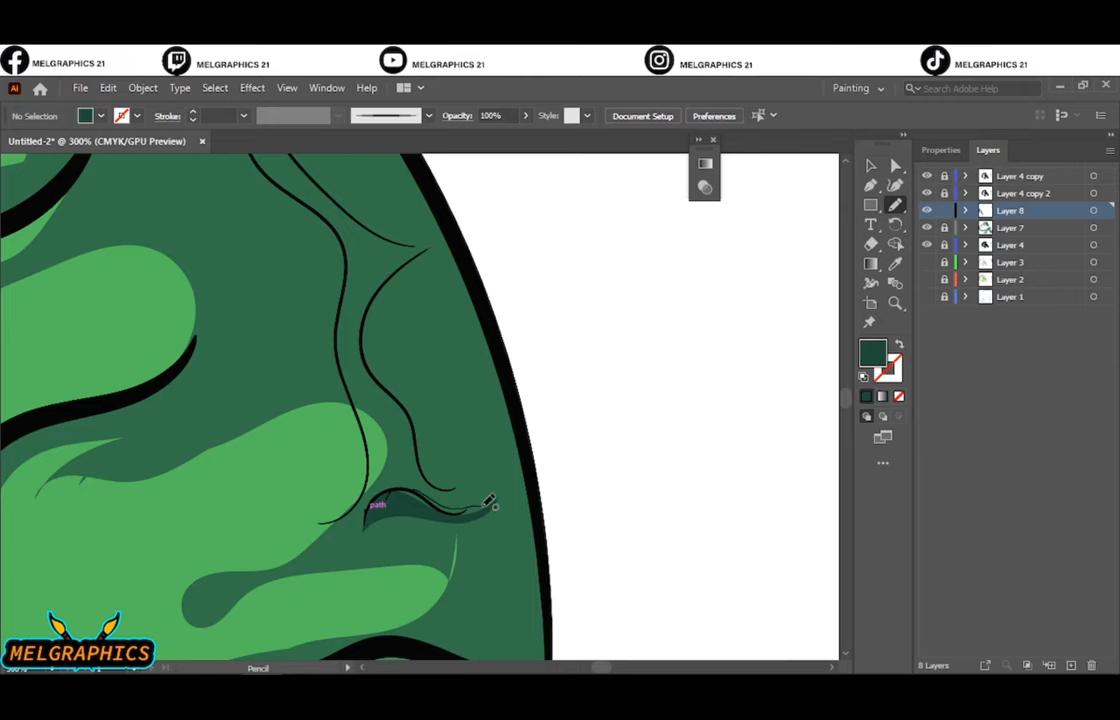 MELGRAPHICS 21
MELGRAPHICS 21
MELGRAPHICS 21
MELGRAPHICS 21
MELGRAPHICS 21
Ai File Edit Object Type Select Effect View Window Help Painting Search Adobe Help
No Selection Stroke: Opacity: 100% Style: Document Setup Preferences
Untitled-2* @ 300% (CMYK/GPU Preview)
Properties Layers
Layer 4 copy
Layer 4 copy 2
Layer 8
Layer 7
Layer 4
Layer 3
Layer 2
Layer 1
path
MELGRAPHICS
Pencil
8 Layers